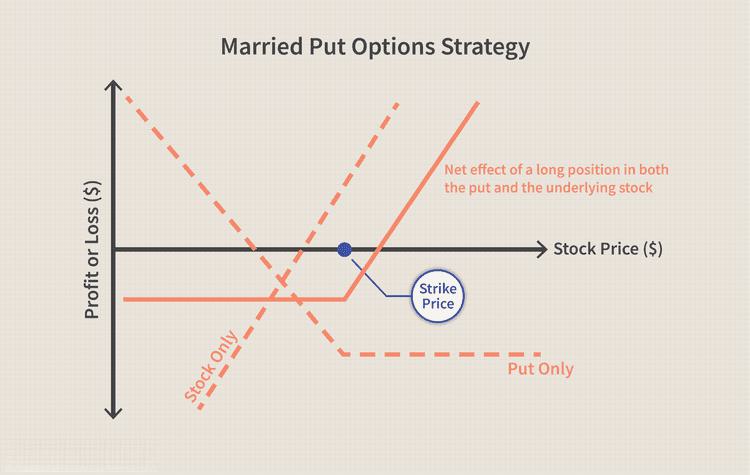 Married Put Options Strategy
Profit or Loss ($)
Net effect of a long position in both
the put and the underlying stock
Stock Price ($)
Strike
Price
Stock Only
Put Only